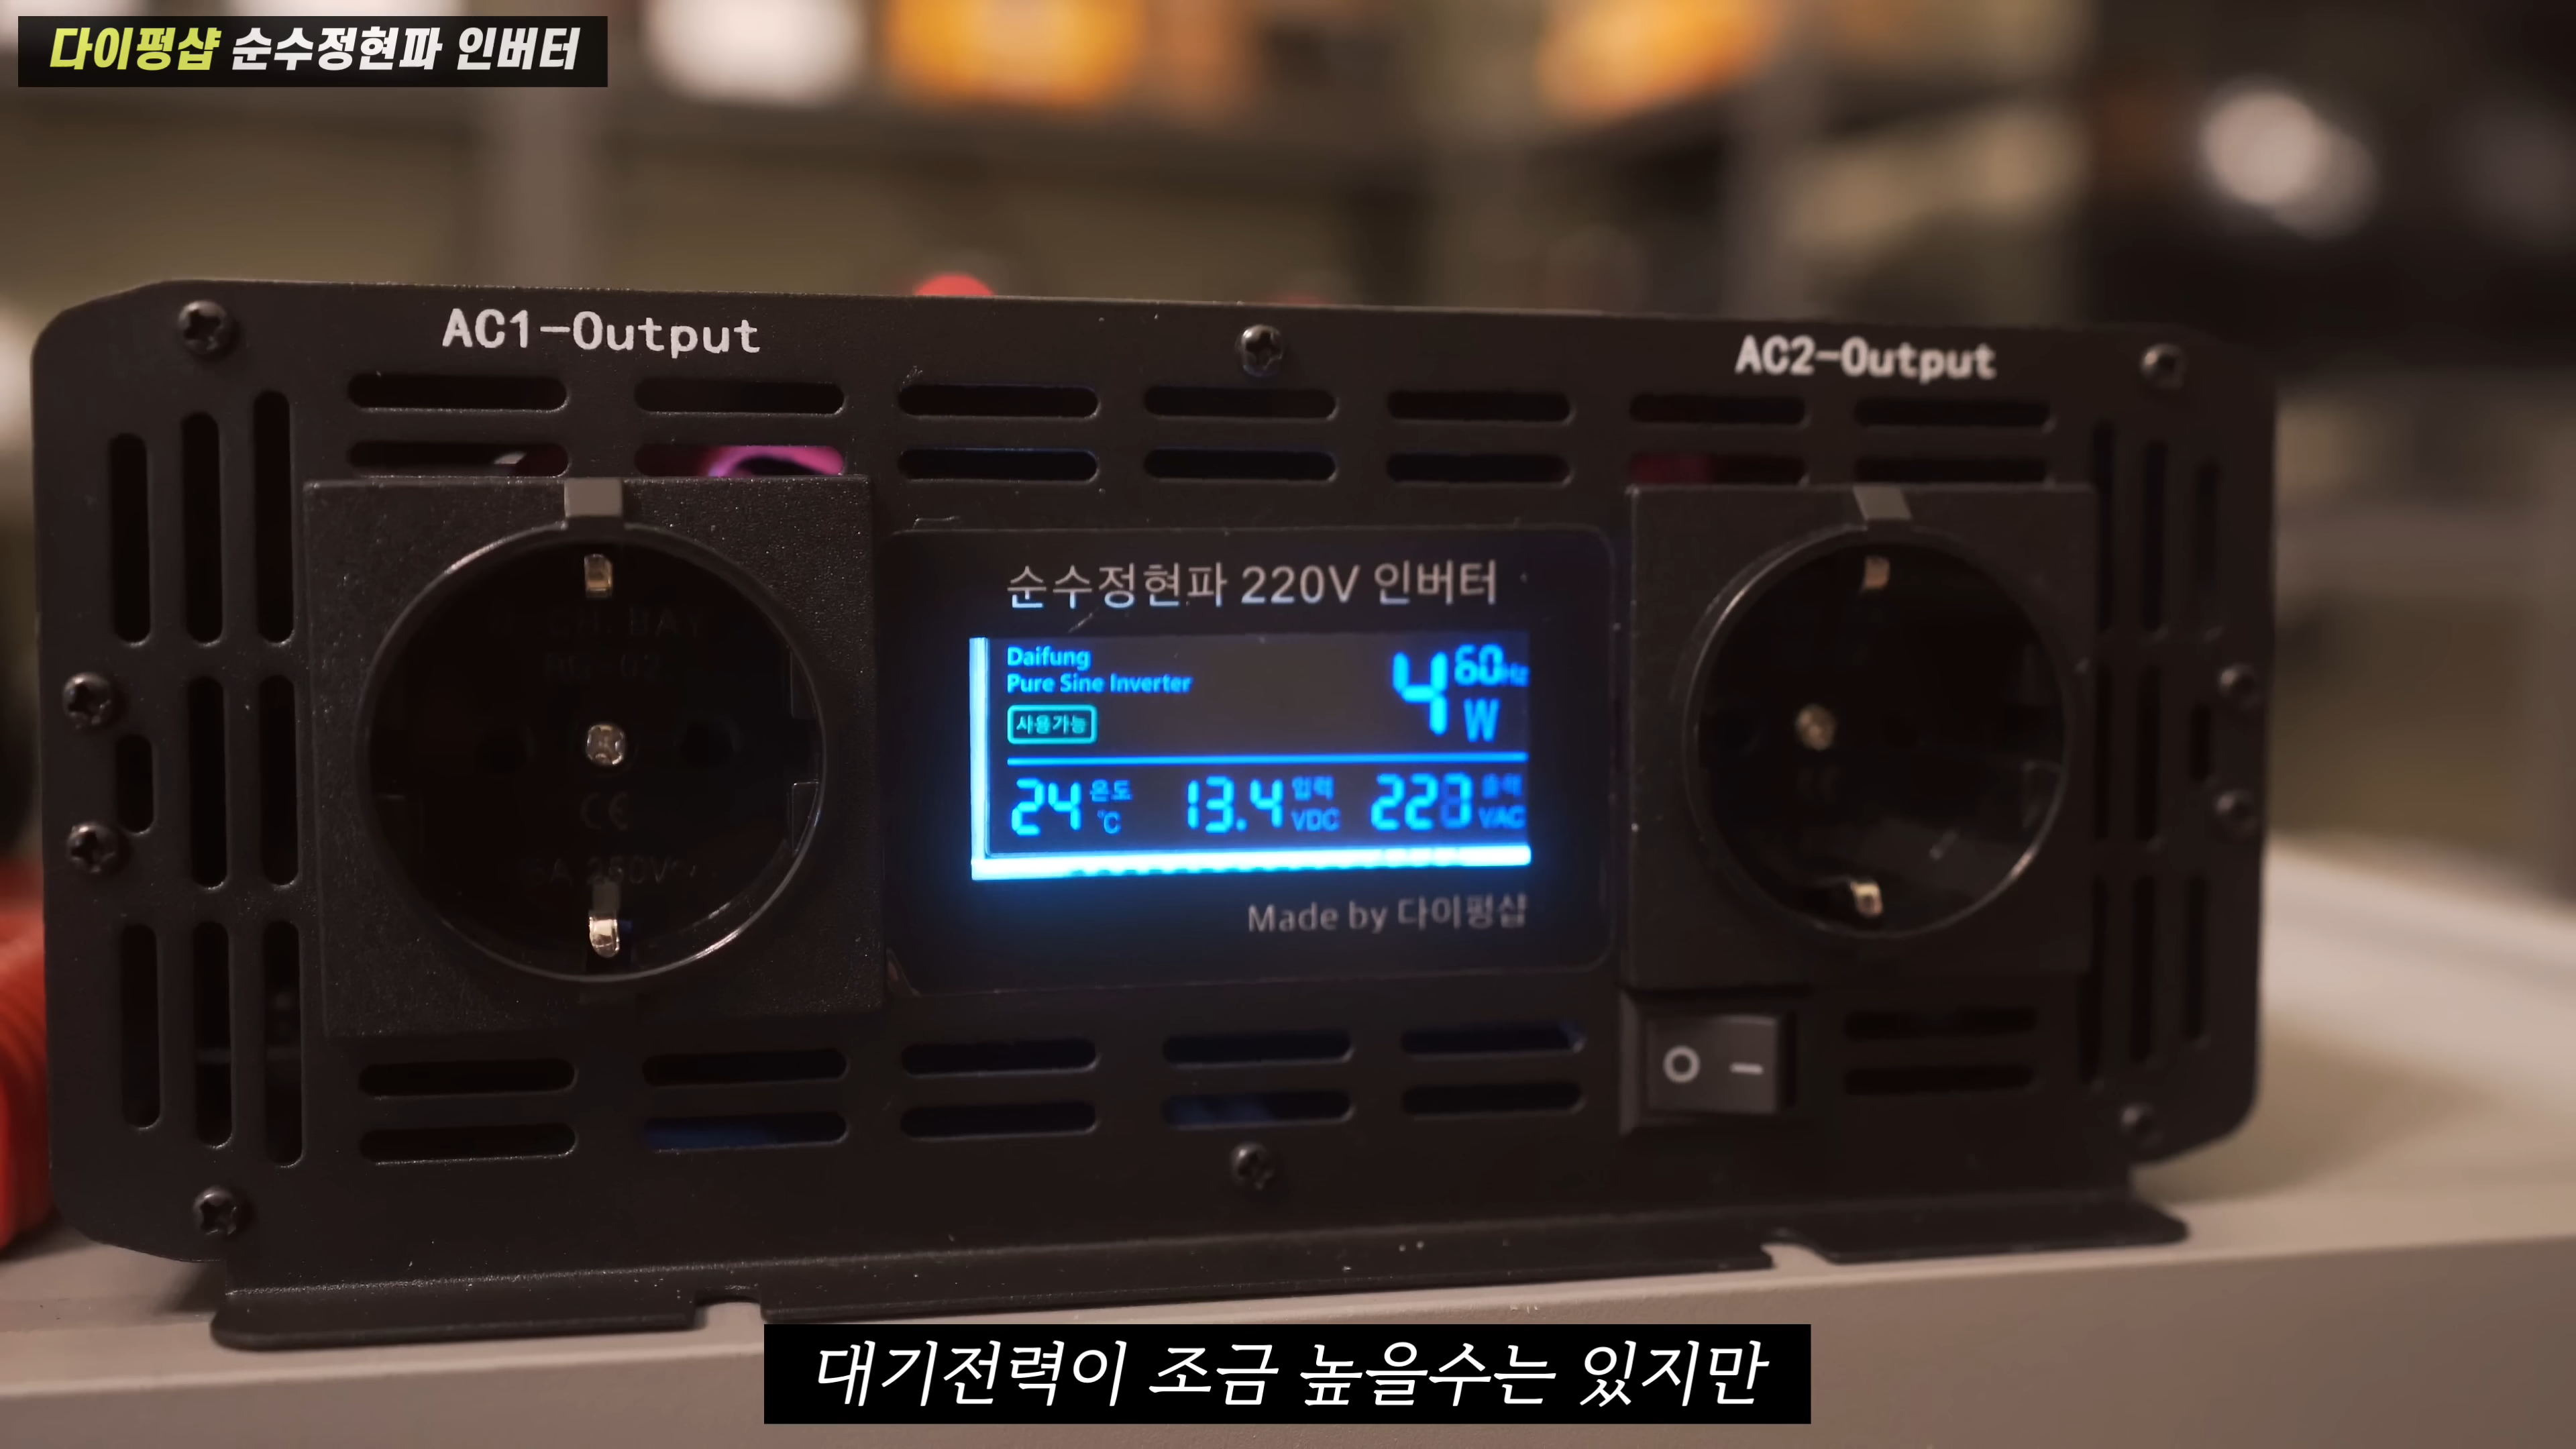 다이펑샵 순수정현파 인버터
AC1-Output
AC2-Output
순수정현파 220V 인버터
Daifung
Pure Sine Inverter
사용가능
4 60Hz
W
24 온도 ℃ 13.4 입력 VDC 227 출력 VAC
Made by 다이펑샵
CE
250V~
O —
대기전력이 조금 높을수는 있지만